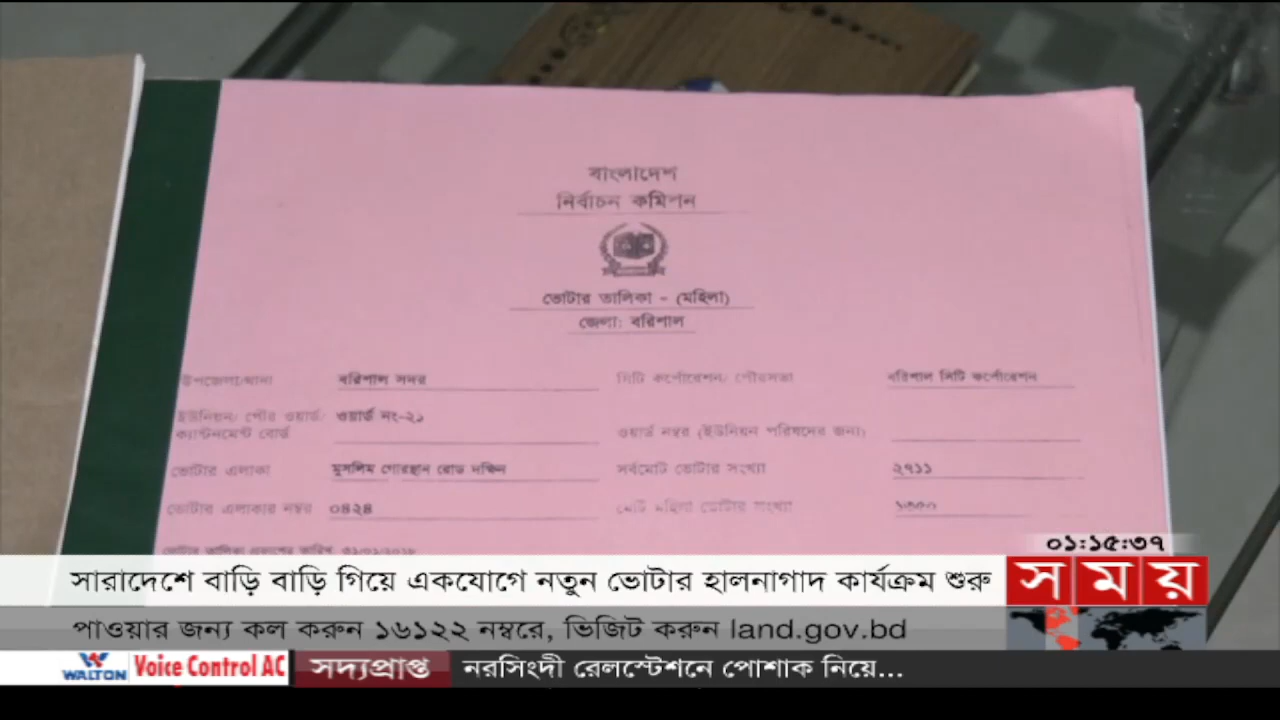 বাংলাদেশ
নির্বাচন কমিশন
ভোটার তালিকা - (মহিলা)
জেলা: বরিশাল
উপজেলা/থানা বরিশাল সদর সিটি কর্পোরেশন/ পৌরসভা বরিশাল সিটি কর্পোরেশন
ইউনিয়ন/ পৌর ওয়ার্ড/ ওয়ার্ড নং-২১
ক্যান্টনমেন্ট বোর্ড ওয়ার্ড নম্বর (ইউনিয়ন পরিষদের জন্য)
ভোটার এলাকা মুসলিম গোরস্থান রোড দক্ষিন সর্বমোট ভোটার সংখ্যা ২৭১১
ভোটার এলাকার নম্বর ০৪২৪ মোট মহিলা ভোটার সংখ্যা ১৩৫০
ভোটার তালিকা প্রকাশের তারিখ
০১:১৫:৩৭
সারাদেশে বাড়ি বাড়ি গিয়ে একযোগে নতুন ভোটার হালনাগাদ কার্যক্রম শুরু
সময়
পাওয়ার জন্য কল করুন ১৬১২২ নম্বরে, ভিজিট করুন land.gov.bd
WALTON Voice Control AC সদ্যপ্রাপ্ত নরসিংদী রেলস্টেশনে পোশাক নিয়ে...